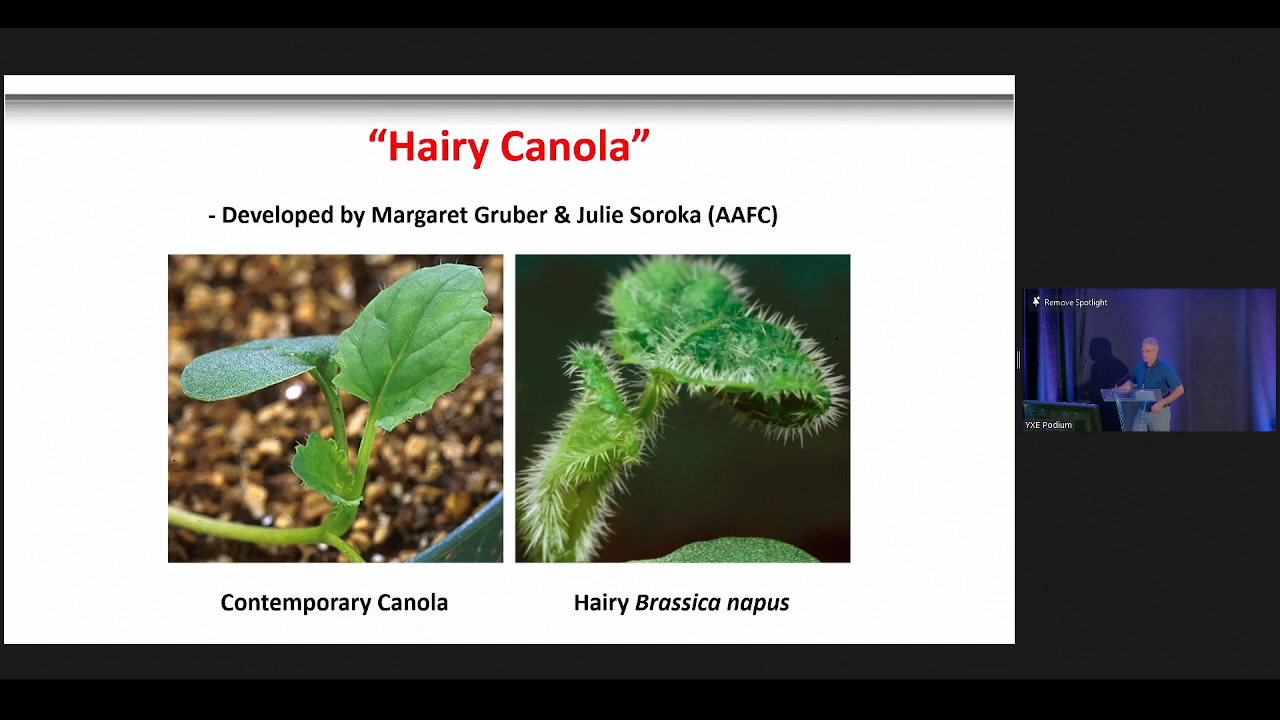 “Hairy Canola”
- Developed by Margaret Gruber & Julie Soroka (AAFC)
Contemporary Canola
Hairy Brassica napus
Remove Spotlight
YXE Podium